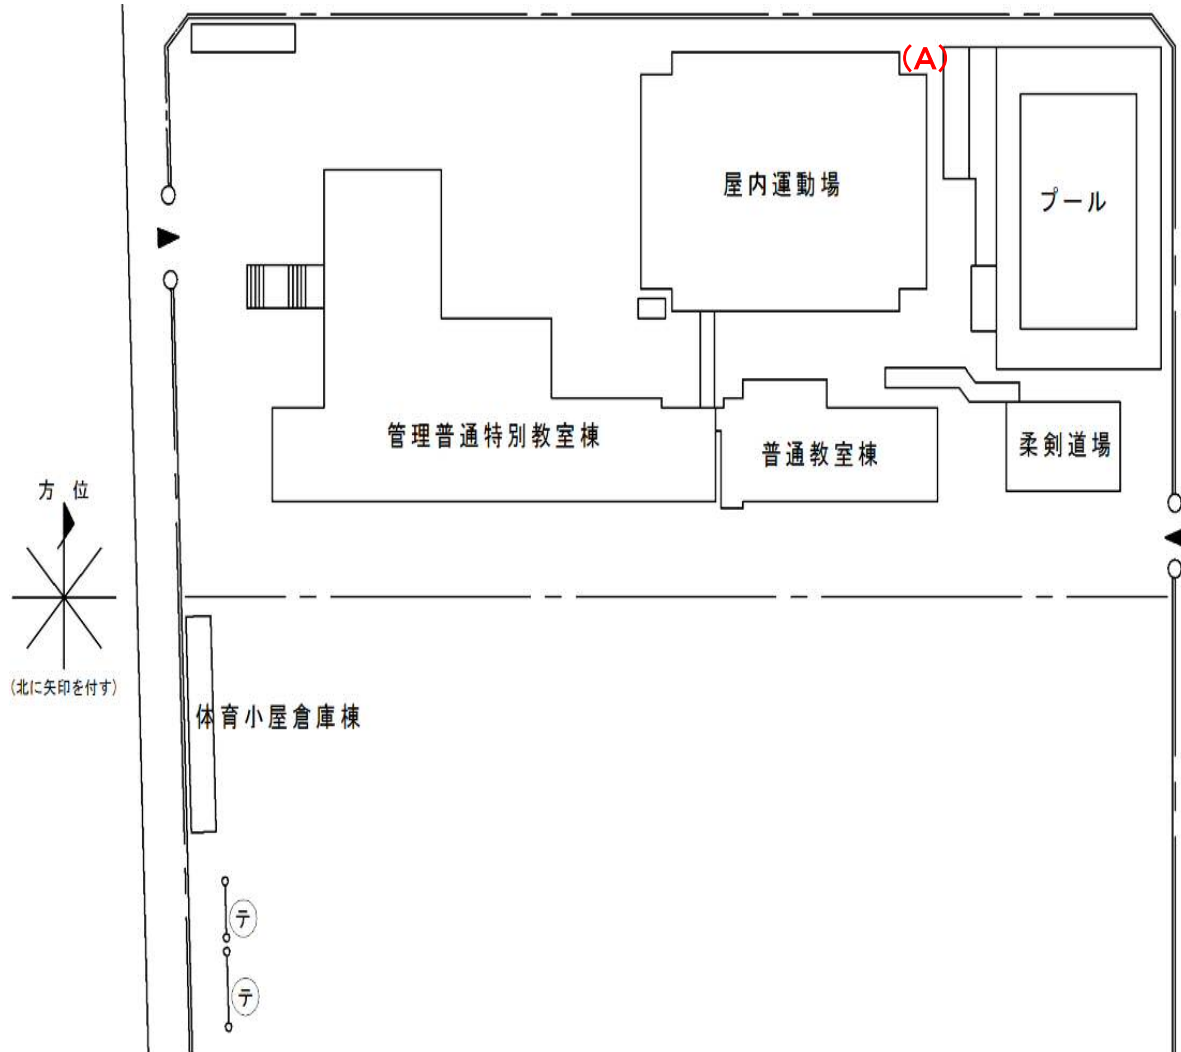 (A)
屋内運動場
プール
管理普通特別教室棟
普通教室棟
柔剣道場
方位
(北に矢印を付す)
体育小屋倉庫棟
テ
テ